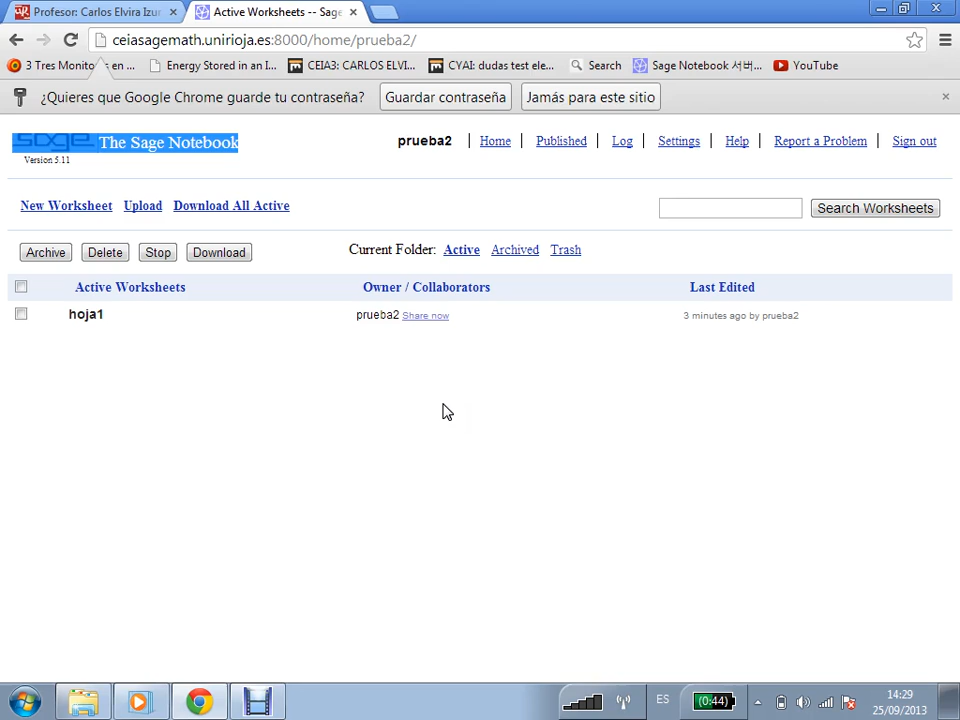 Profesor: Carlos Elvira Izur
Active Worksheets -- Sage
ceiasagemath.unirioja.es:8000/home/prueba2/
3 Tres Monitos en ...
Energy Stored in an I...
CEIA3: CARLOS ELVI...
CYAI: dudas test ele...
Search
Sage Notebook 서버...
YouTube
¿Quieres que Google Chrome guarde tu contraseña?
Guardar contraseña
Jamás para este sitio
sage The Sage Notebook
Version 5.11
prueba2 | Home | Published | Log | Settings | Help | Report a Problem | Sign out
New Worksheet Upload Download All Active
Search Worksheets
Archive Delete Stop Download
Current Folder: Active Archived Trash
Active Worksheets Owner / Collaborators Last Edited
hoja1 prueba2 Share now 3 minutes ago by prueba2
ES
(0:44)
14:29
25/09/2013